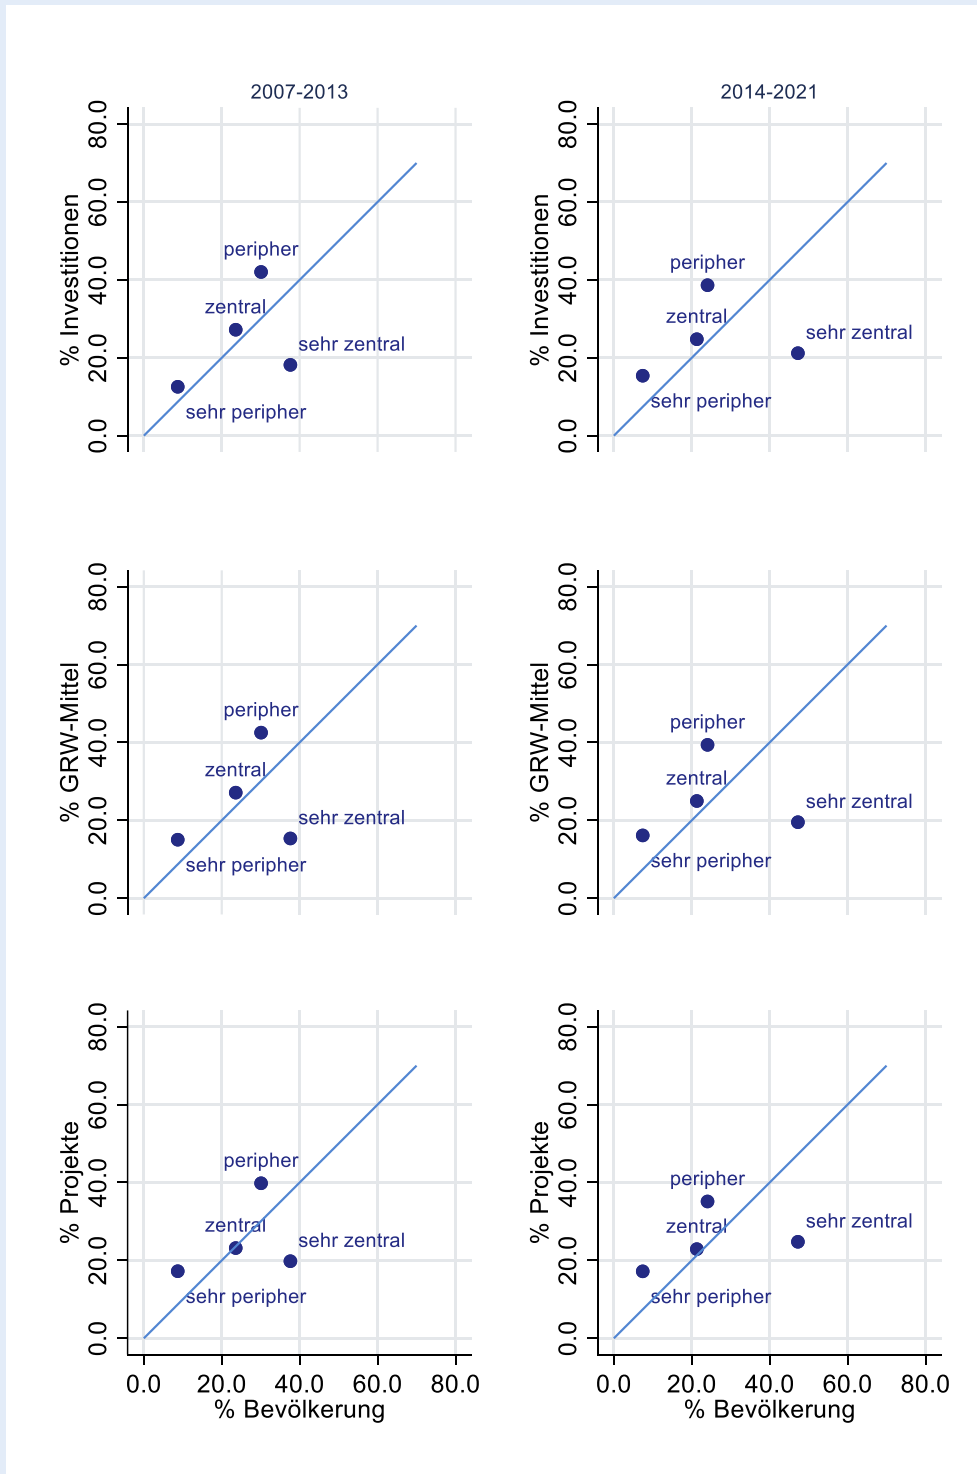 2007-2013
2014-2021
% Investitionen
80.0
60.0
40.0
20.0
0.0
peripher
zentral
sehr zentral
sehr peripher
% Investitionen
80.0
60.0
40.0
20.0
0.0
peripher
zentral
sehr zentral
sehr peripher
% GRW-Mittel
80.0
60.0
40.0
20.0
0.0
peripher
zentral
sehr zentral
sehr peripher
% GRW-Mittel
80.0
60.0
40.0
20.0
0.0
peripher
zentral
sehr zentral
sehr peripher
% Projekte
80.0
60.0
40.0
20.0
0.0
peripher
zentral
sehr zentral
sehr peripher
0.0 20.0 40.0 60.0 80.0
% Bevölkerung
% Projekte
80.0
60.0
40.0
20.0
0.0
peripher
zentral
sehr zentral
sehr peripher
0.0 20.0 40.0 60.0 80.0
% Bevölkerung